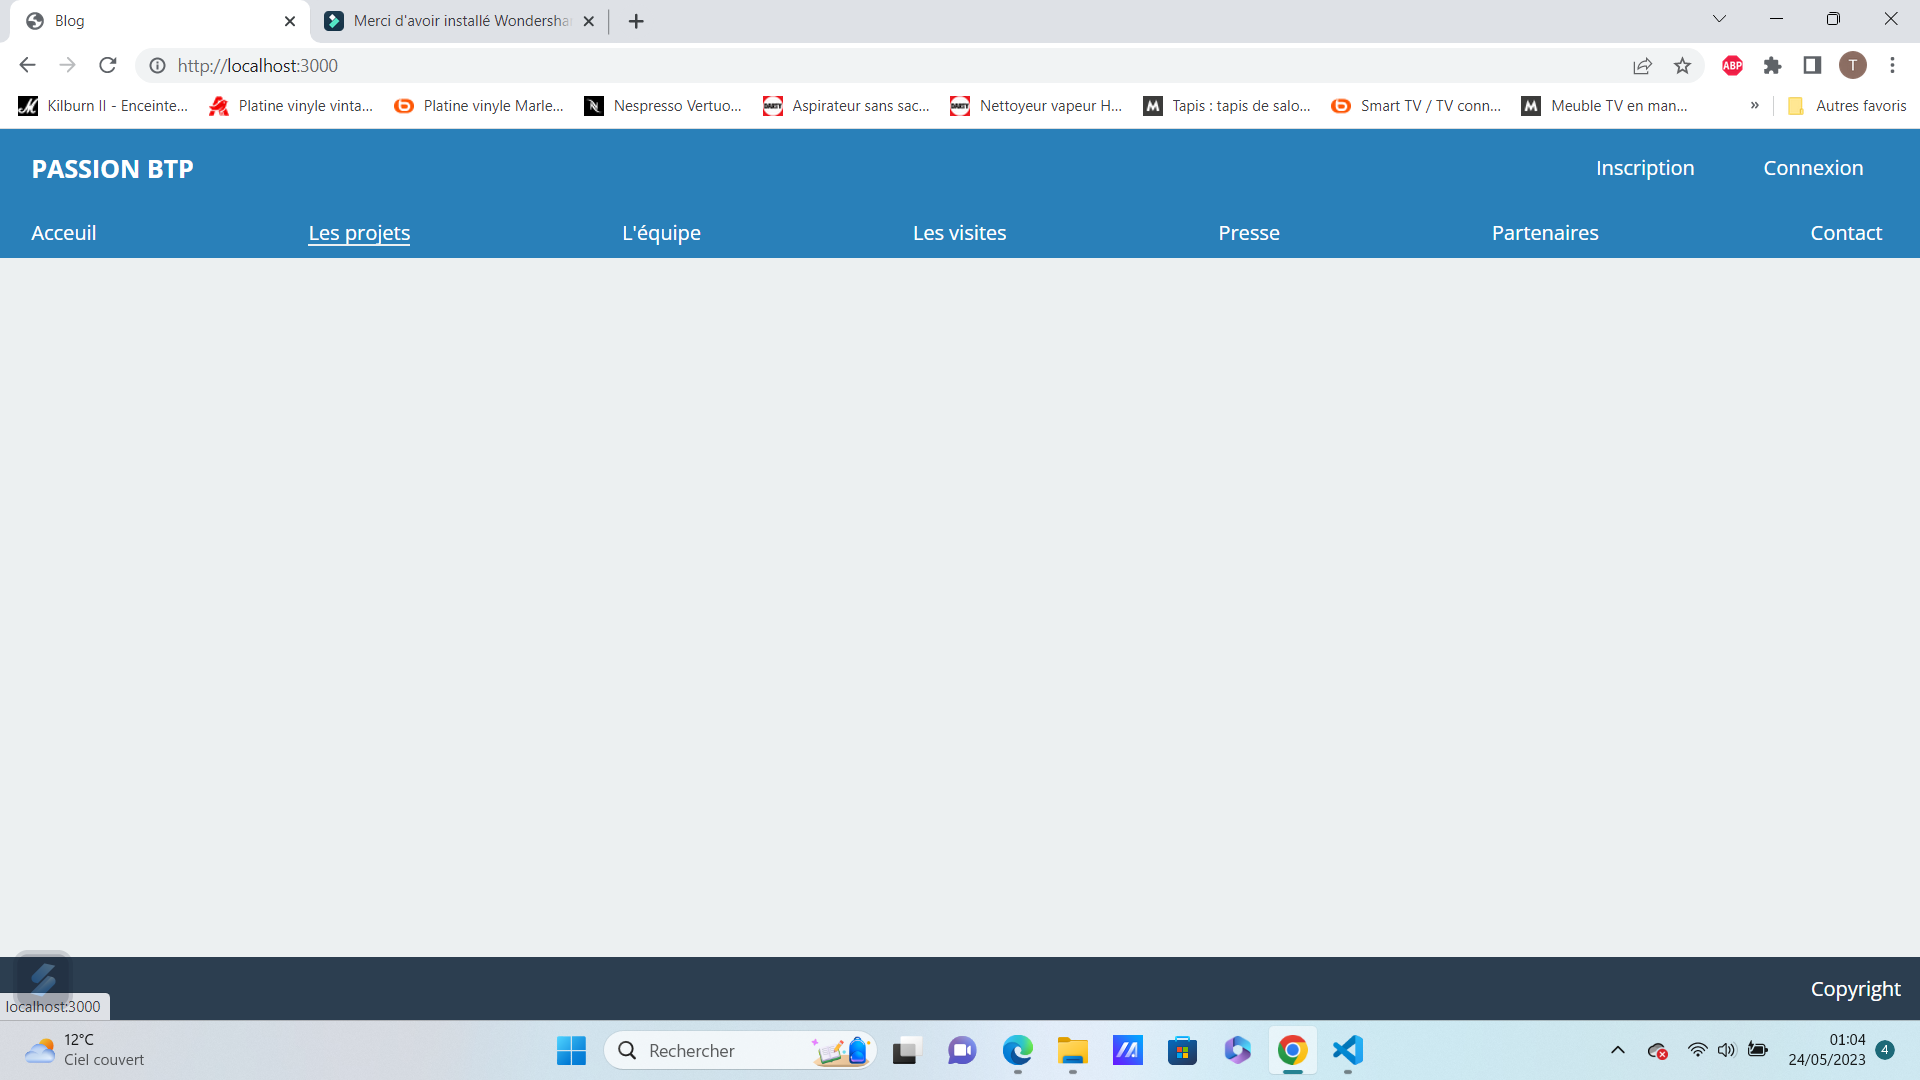 Blog
Merci d'avoir installé Wondersha
http://localhost:3000
ABP
T
Kilburn II - Enceinte...
Platine vinyle vinta...
Platine vinyle Marle...
Nespresso Vertuo...
DARTY
Aspirateur sans sac...
DARTY
Nettoyeur vapeur H...
M
Tapis : tapis de salo...
Smart TV / TV conn...
M
Meuble TV en man...
»
Autres favoris
PASSION BTP
Inscription
Connexion
Acceuil
Les projets
L'équipe
Les visites
Presse
Partenaires
Contact
Copyright
localhost:3000
12°C
Ciel couvert
Rechercher
01:04
24/05/2023
4